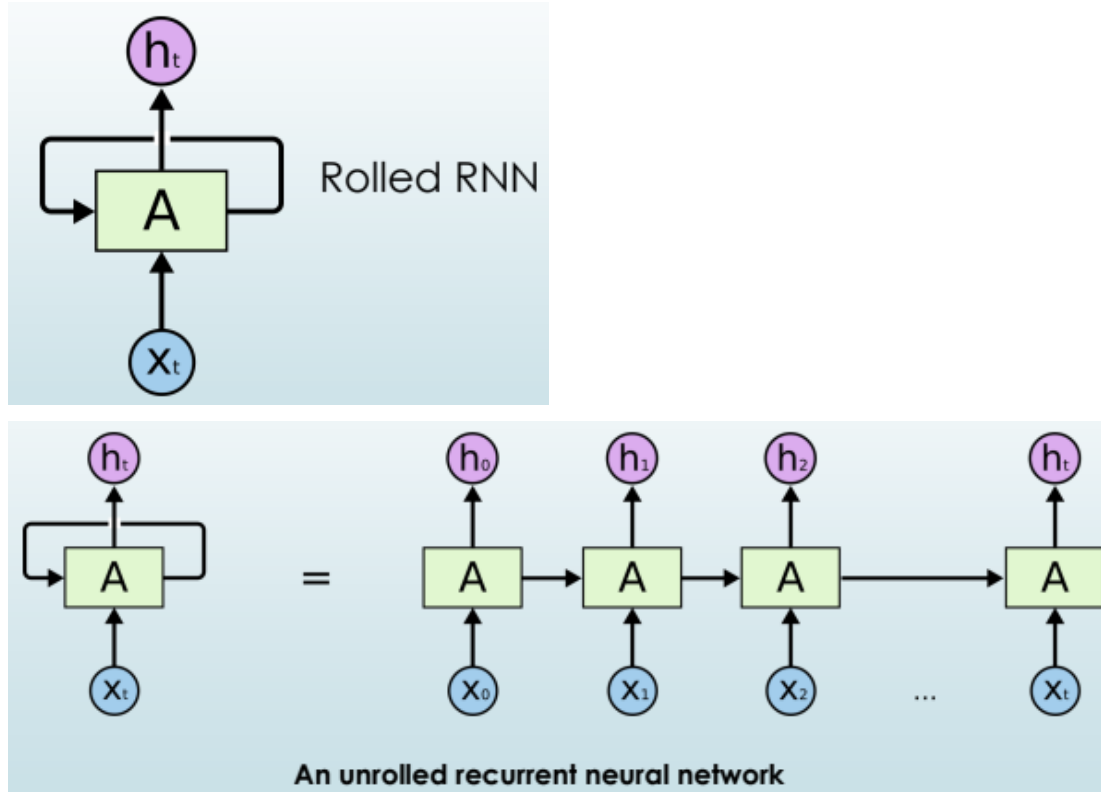 hₜ
Rolled RNN
A
xₜ
hₜ h₀ h₁ h₂ hₜ
A = A A A A
xₜ x₀ x₁ x₂ ... xₜ
An unrolled recurrent neural network